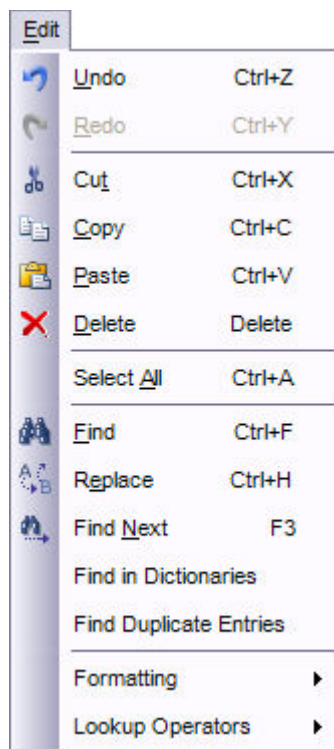 Edit
Undo Ctrl+Z
Redo Ctrl+Y
Cut Ctrl+X
Copy Ctrl+C
Paste Ctrl+V
Delete Delete
Select All Ctrl+A
Find Ctrl+F
A B Replace Ctrl+H
Find Next F3
Find in Dictionaries
Find Duplicate Entries
Formatting
Lookup Operators